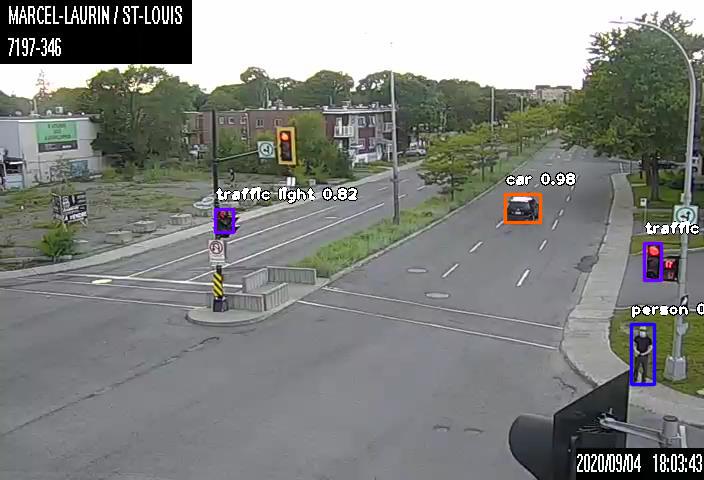 MARCEL-LAURIN / ST-LOUIS
7197-346
car 0.98
traffic light 0.82
traffic
person 0
À VENDRE
2020/09/04 18:03:43